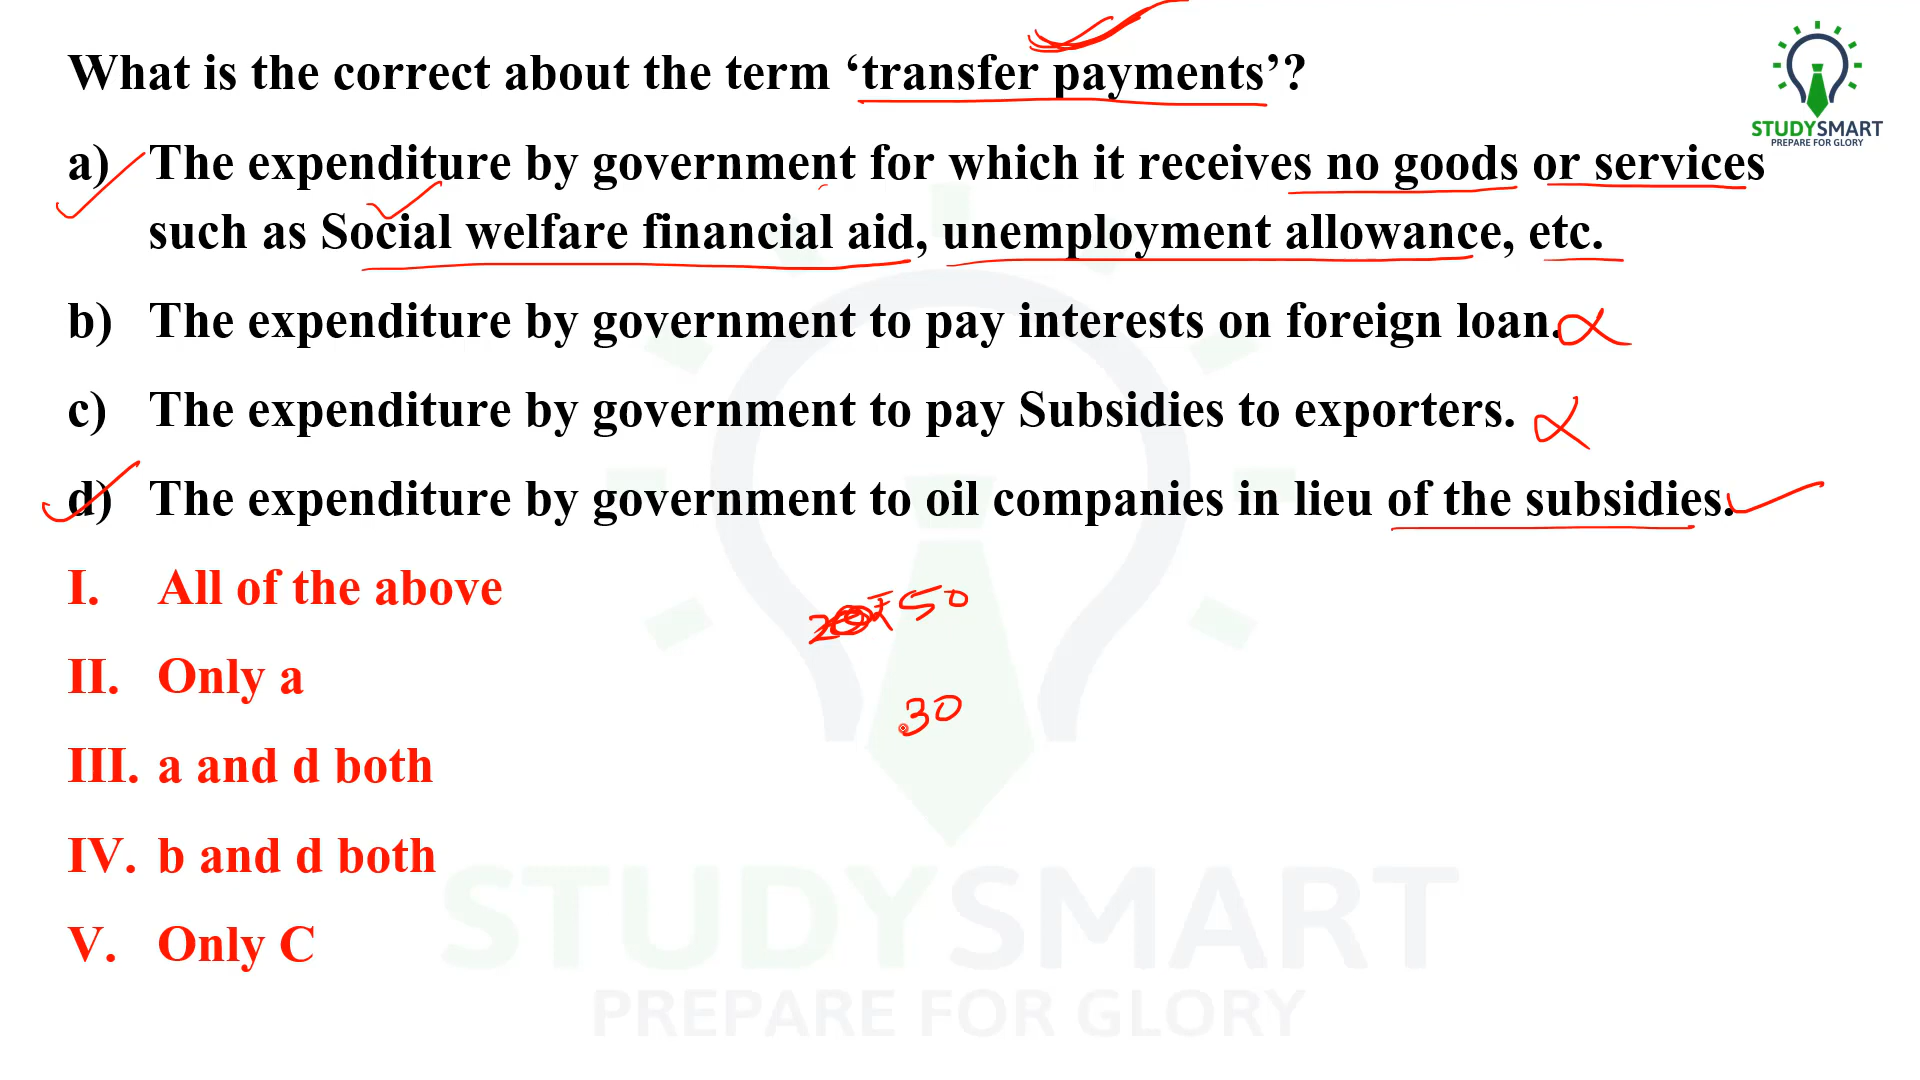 What is the correct about the term ‘transfer payments’?
STUDYSMART
PREPARE FOR GLORY
a) The expenditure by government for which it receives no goods or services
such as Social welfare financial aid, unemployment allowance, etc.
b) The expenditure by government to pay interests on foreign loan.
c) The expenditure by government to pay Subsidies to exporters.
d) The expenditure by government to oil companies in lieu of the subsidies.
I. All of the above
₹50
II. Only a
30
III. a and d both
IV. b and d both
V. Only C
STUDYSMART
PREPARE FOR GLORY